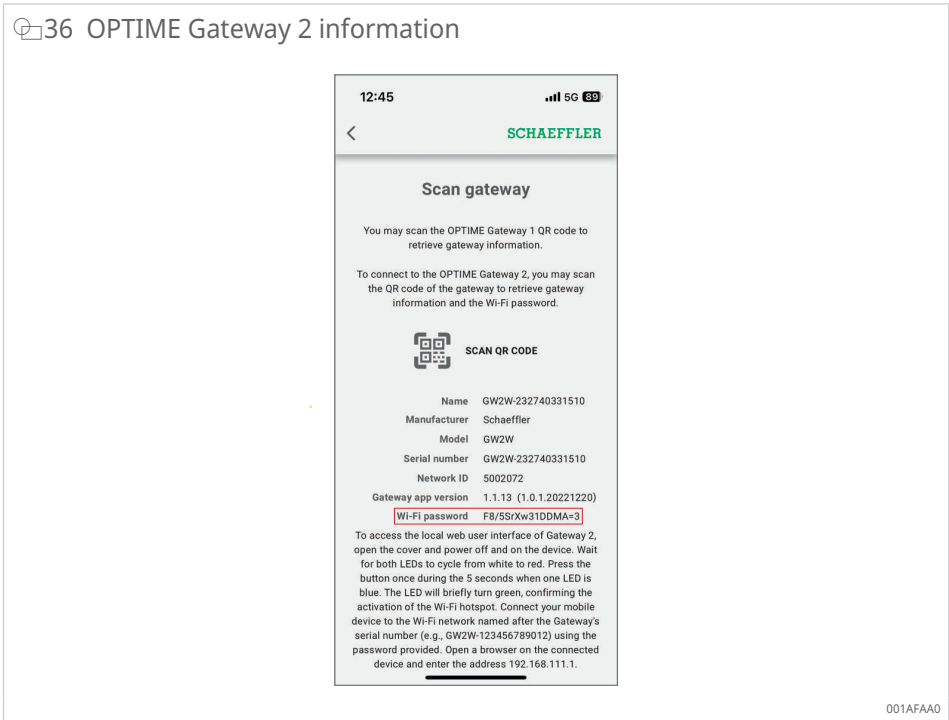 36 OPTIME Gateway 2 information
12:45
5G 89
SCHAEFFLER
Scan gateway
You may scan the OPTIME Gateway 1 QR code to
retrieve gateway information.
To connect to the OPTIME Gateway 2, you may scan
the QR code of the gateway to retrieve gateway
information and the Wi-Fi password.
SCAN QR CODE
Name GW2W-232740331510
Manufacturer Schaeffler
Model GW2W
Serial number GW2W-232740331510
Network ID 5002072
Gateway app version 1.1.13 (1.0.1.20221220)
Wi-Fi password F8/5SrXw31DDMA=3
To access the local web user interface of Gateway 2,
open the cover and power off and on the device. Wait
for both LEDs to cycle from white to red. Press the
button once during the 5 seconds when one LED is
blue. The LED will briefly turn green, confirming the
activation of the Wi-Fi hotspot. Connect your mobile
device to the Wi-Fi network named after the Gateway's
serial number (e.g., GW2W-123456789012) using the
password provided. Open a browser on the connected
device and enter the address 192.168.111.1.
001AFAA0